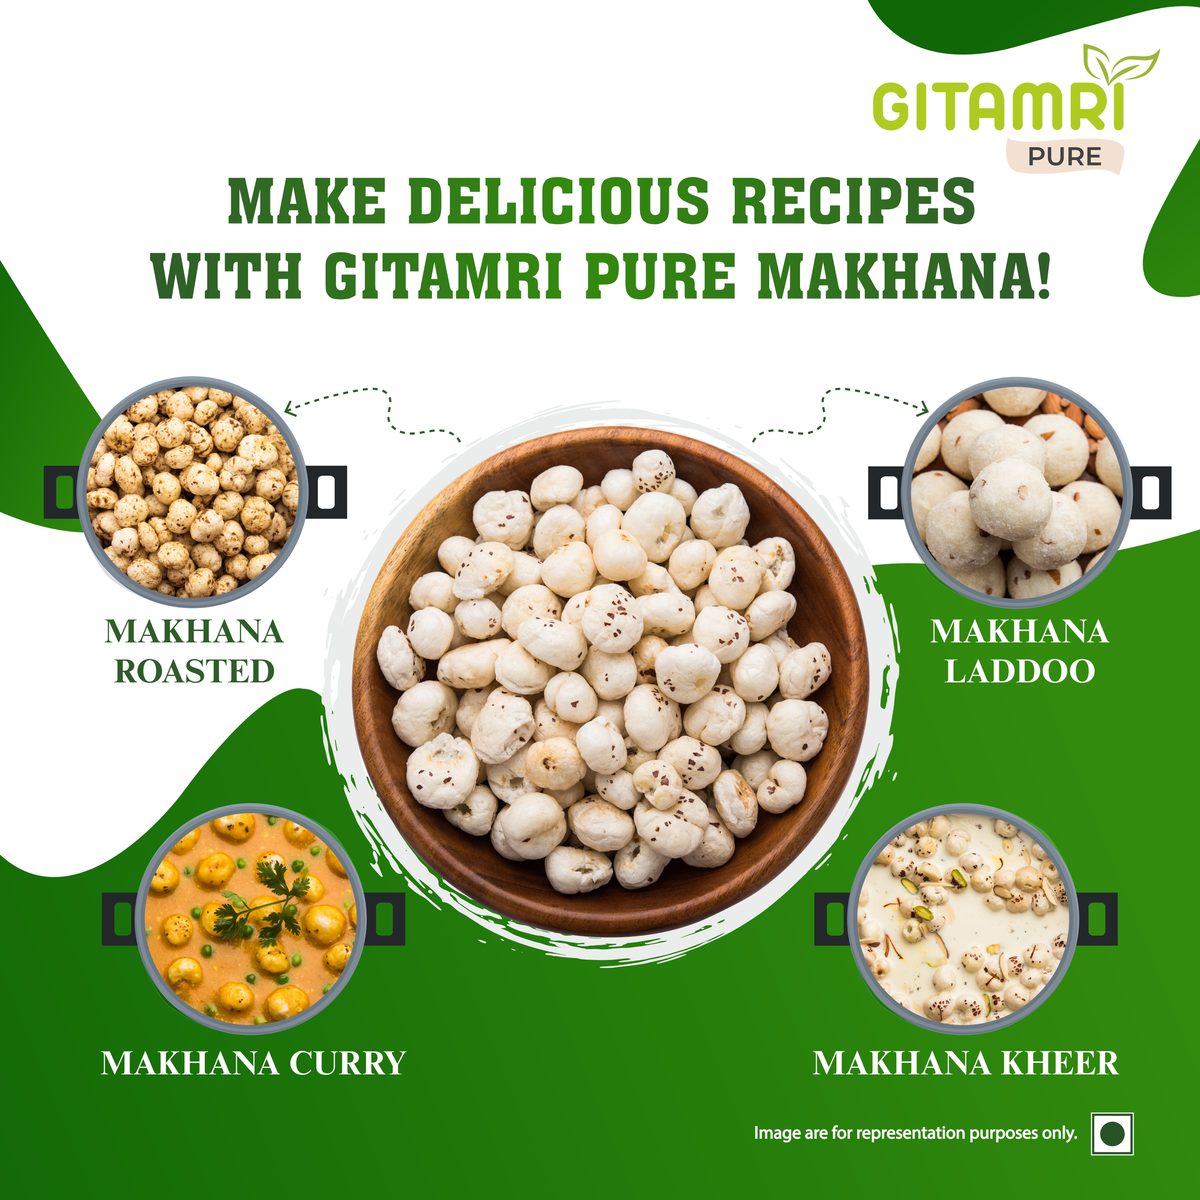 GITAMRI
PURE
MAKE DELICIOUS RECIPES
WITH GITAMRI PURE MAKHANA!
MAKHANA
ROASTED
MAKHANA
LADDOO
MAKHANA CURRY
MAKHANA KHEER
Image are for representation purposes only.